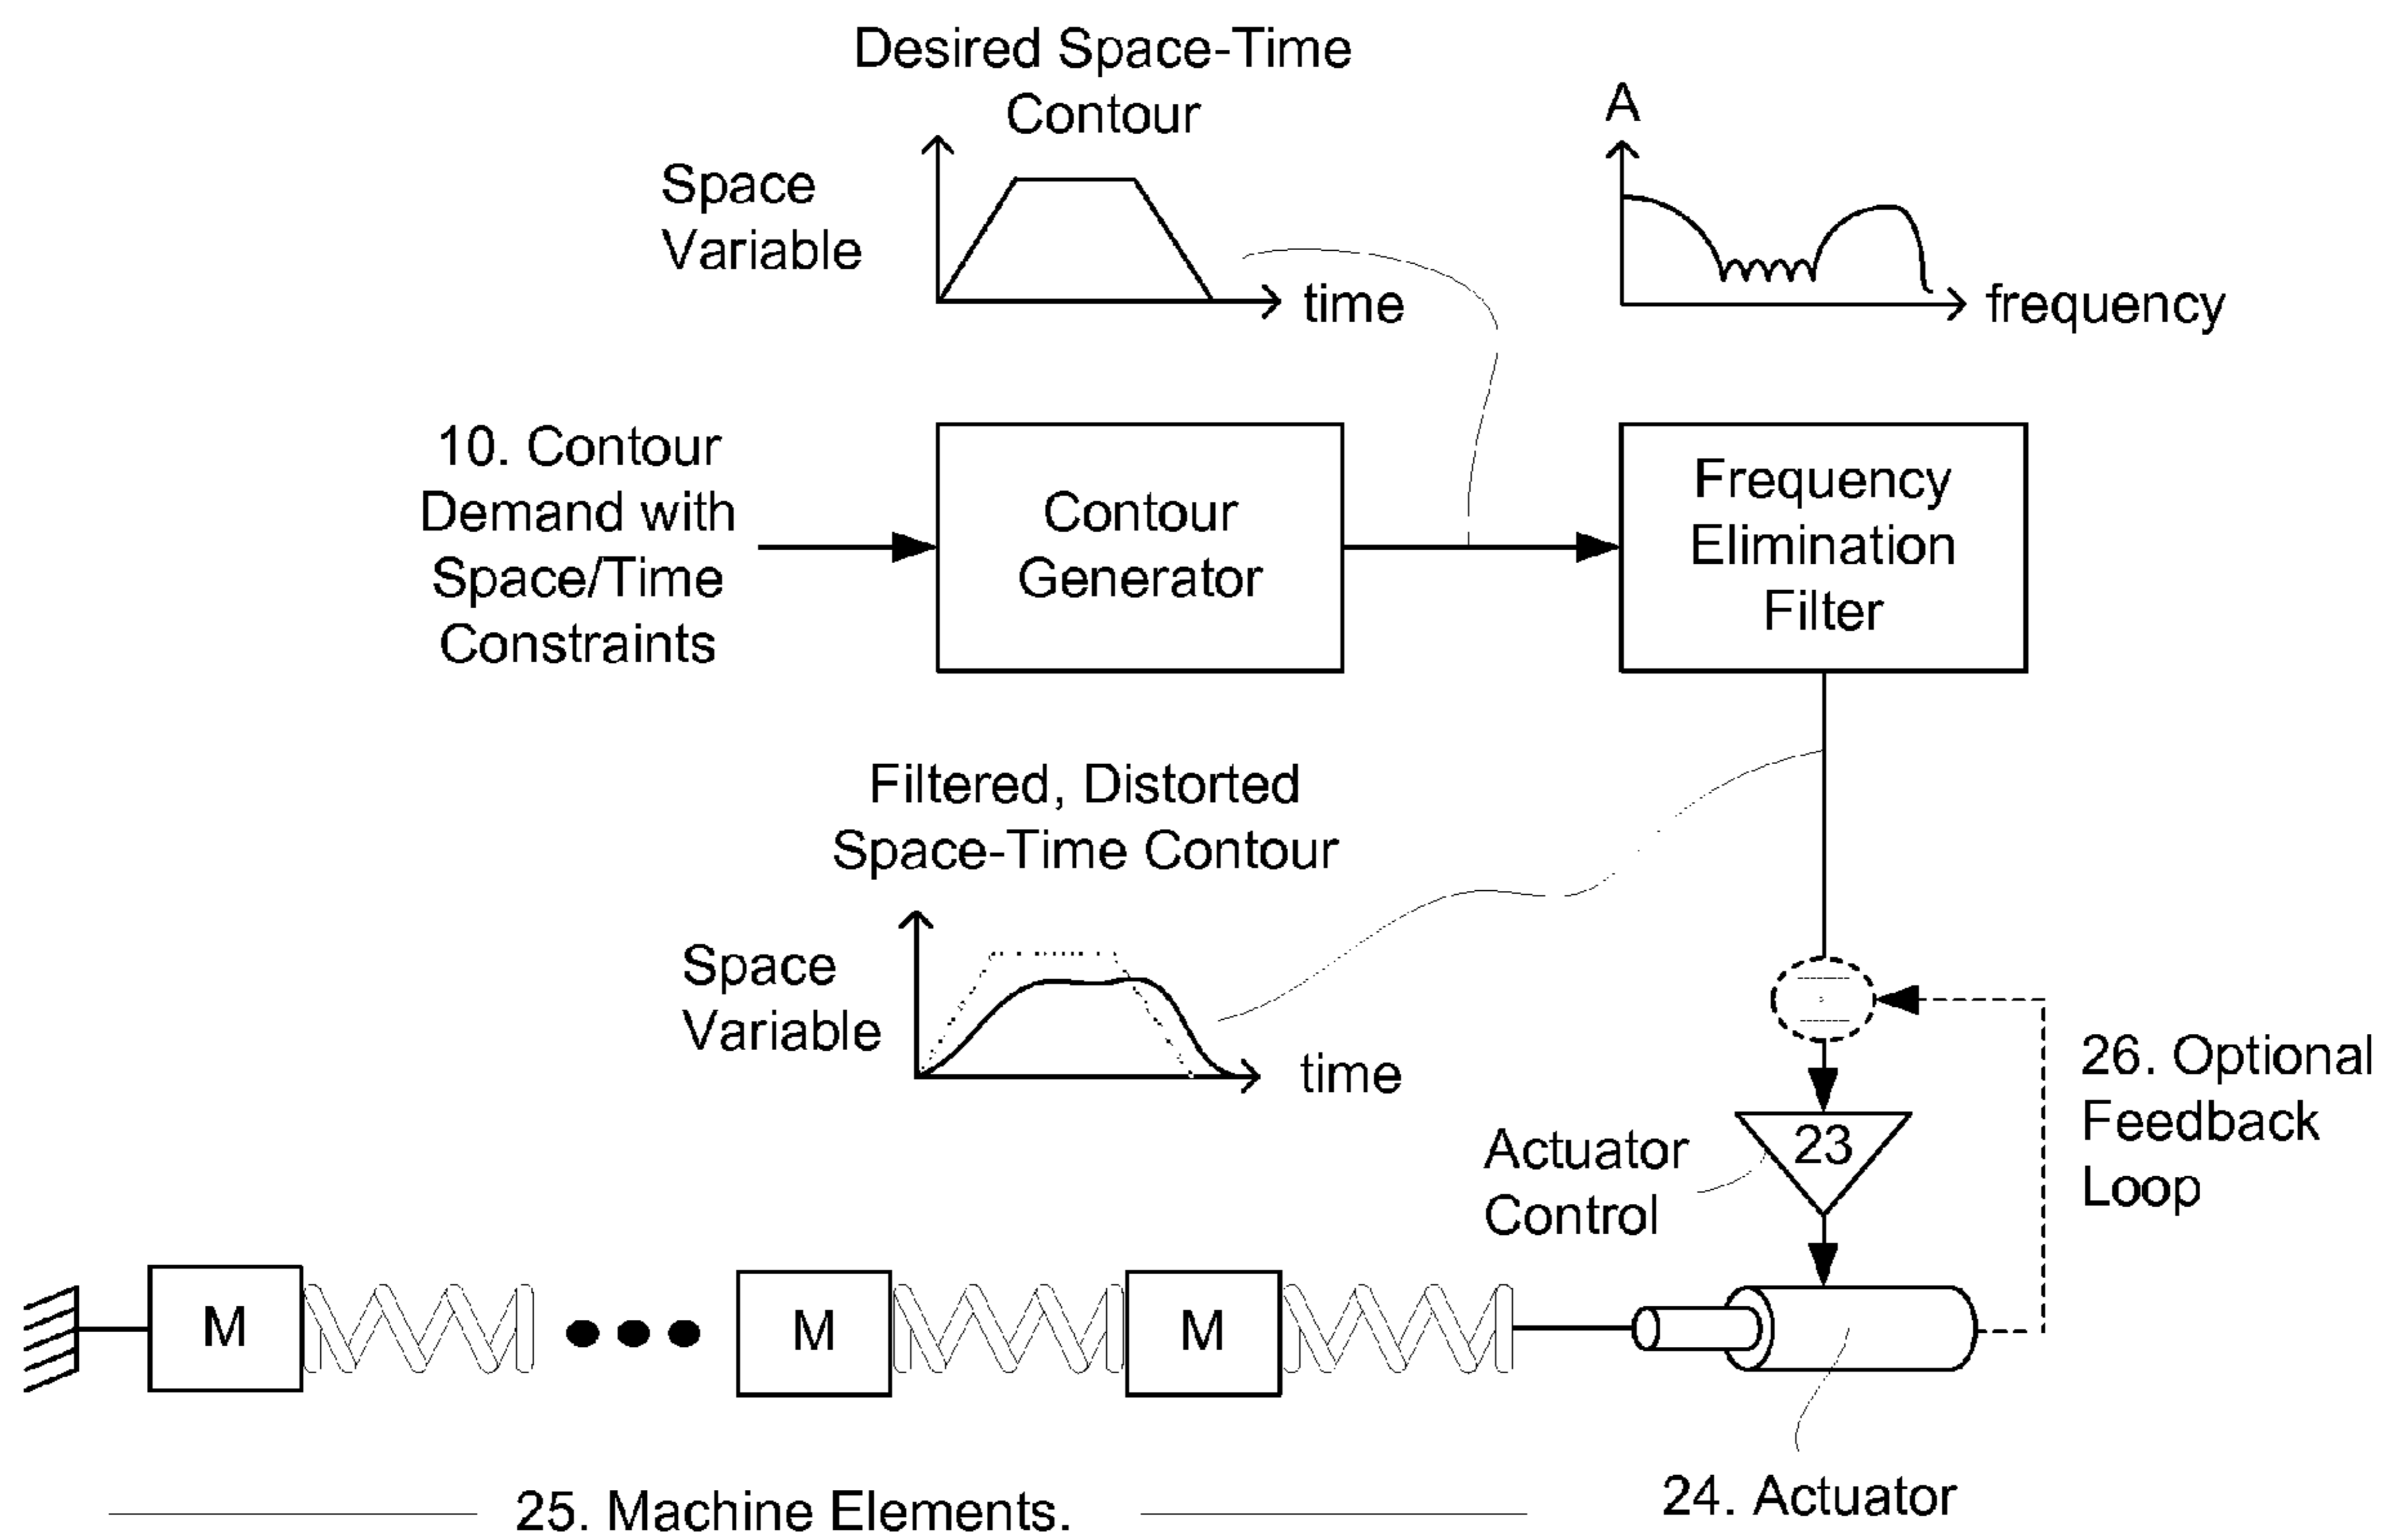 Desired Space-Time
Contour
Space
Variable
time
A
frequency
10. Contour
Demand with
Space/Time
Constraints
Contour
Generator
Frequency
Elimination
Filter
Filtered, Distorted
Space-Time Contour
Space
Variable
time
26. Optional
Feedback
Loop
Actuator
Control
23
M
M
M
24. Actuator
25. Machine Elements.